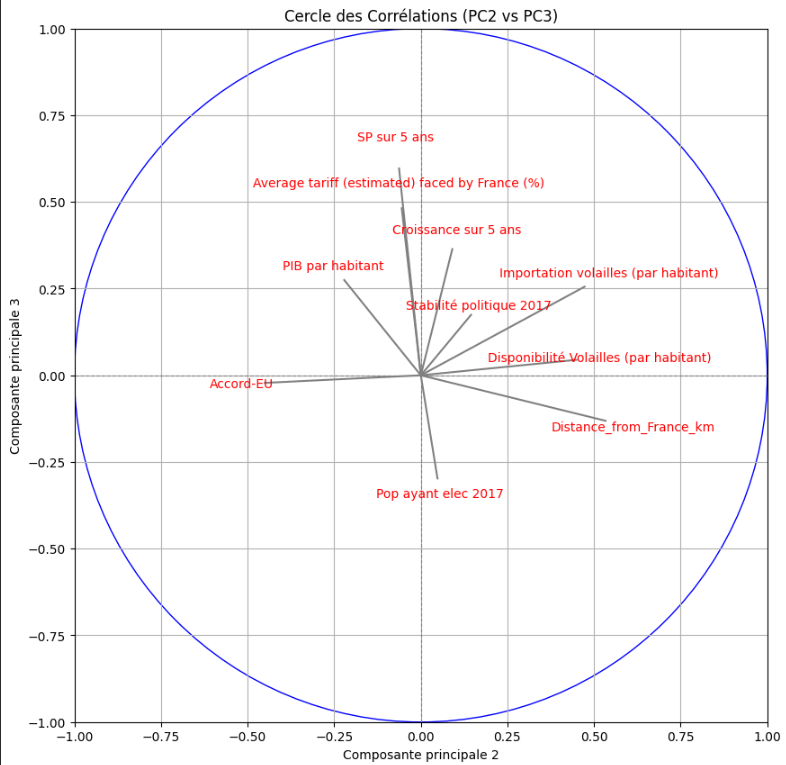 Cercle des Corrélations (PC2 vs PC3)
1.00
0.75
0.50
0.25
0.00
−0.25
−0.50
−0.75
−1.00
Composante principale 3
SP sur 5 ans
Average tariff (estimated) faced by France (%)
Croissance sur 5 ans
PIB par habitant
Importation volailles (par habitant)
Stabilité politique 2017
Disponibilité Volailles (par habitant)
Accord-EU
Distance_from_France_km
Pop ayant elec 2017
−1.00 −0.75 −0.50 −0.25 0.00 0.25 0.50 0.75 1.00
Composante principale 2